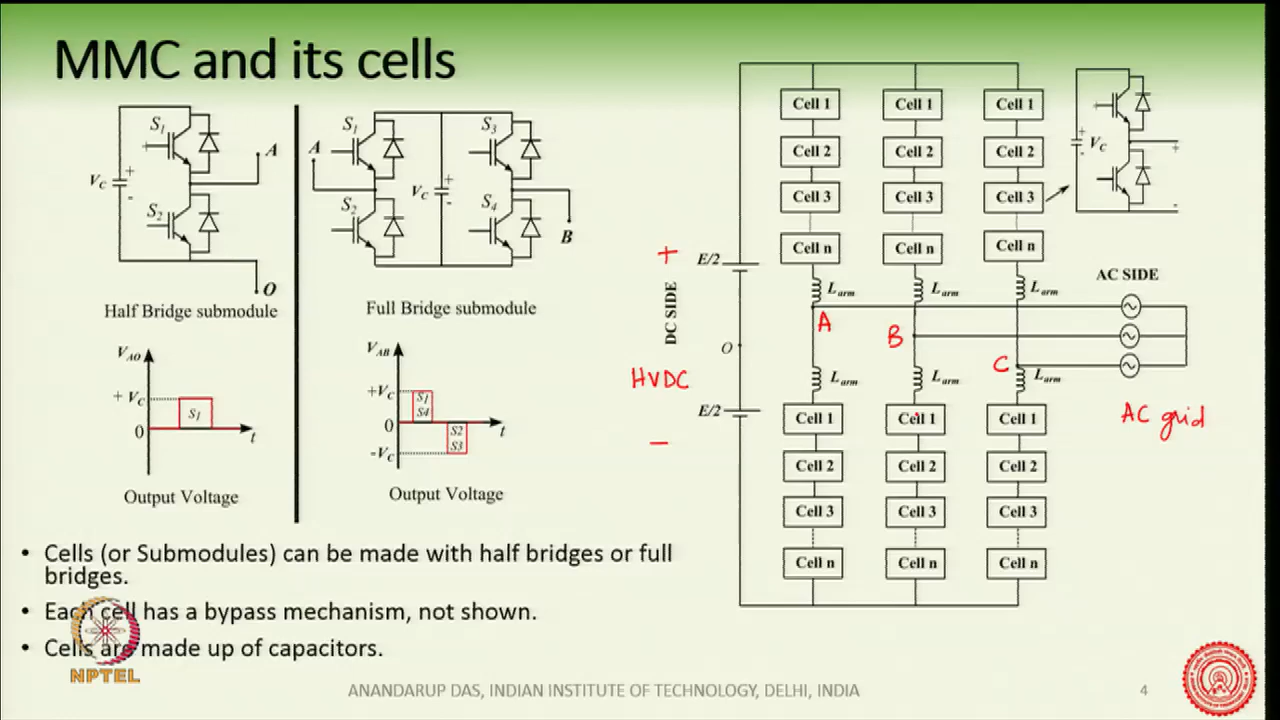 MMC and its cells
S1
A
VC
+
-
S2
O
Half Bridge submodule
S1
S3
A
VC
+
-
S2
S4
B
Full Bridge submodule
VAO
+ VC
S1
0
t
Output Voltage
VAB
+VC
S1
S4
0
S2
S3
-VC
t
Output Voltage
• Cells (or Submodules) can be made with half bridges or full
bridges.
• Each cell has a bypass mechanism, not shown.
• Cells are made up of capacitors.
Cell 1 Cell 1 Cell 1
Cell 2 Cell 2 Cell 2
Cell 3 Cell 3 Cell 3
Cell n Cell n Cell n
+
VC
-
+
-
+
E/2
DC SIDE
O
HVDC
E/2
-
Larm Larm Larm
AC SIDE
A
B
C
Larm Larm Larm
AC grid
Cell 1 Cell 1 Cell 1
Cell 2 Cell 2 Cell 2
Cell 3 Cell 3 Cell 3
Cell n Cell n Cell n
NPTEL
ANANDARUP DAS, INDIAN INSTITUTE OF TECHNOLOGY, DELHI, INDIA
4